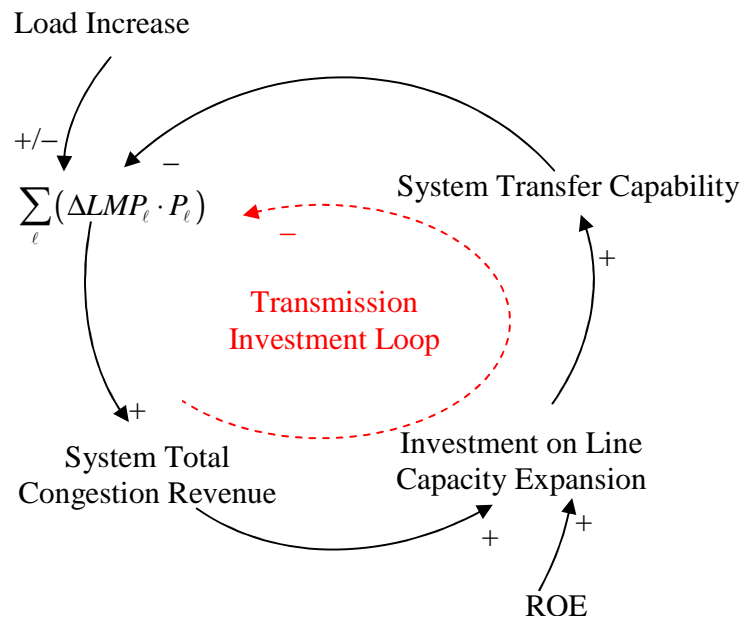 Load Increase
+/−
−
System Transfer Capability
∑ℓ(ΔLMPℓ · Pℓ)
−
+
Transmission
Investment Loop
+
System Total
Congestion Revenue
Investment on Line
Capacity Expansion
+
+
ROE